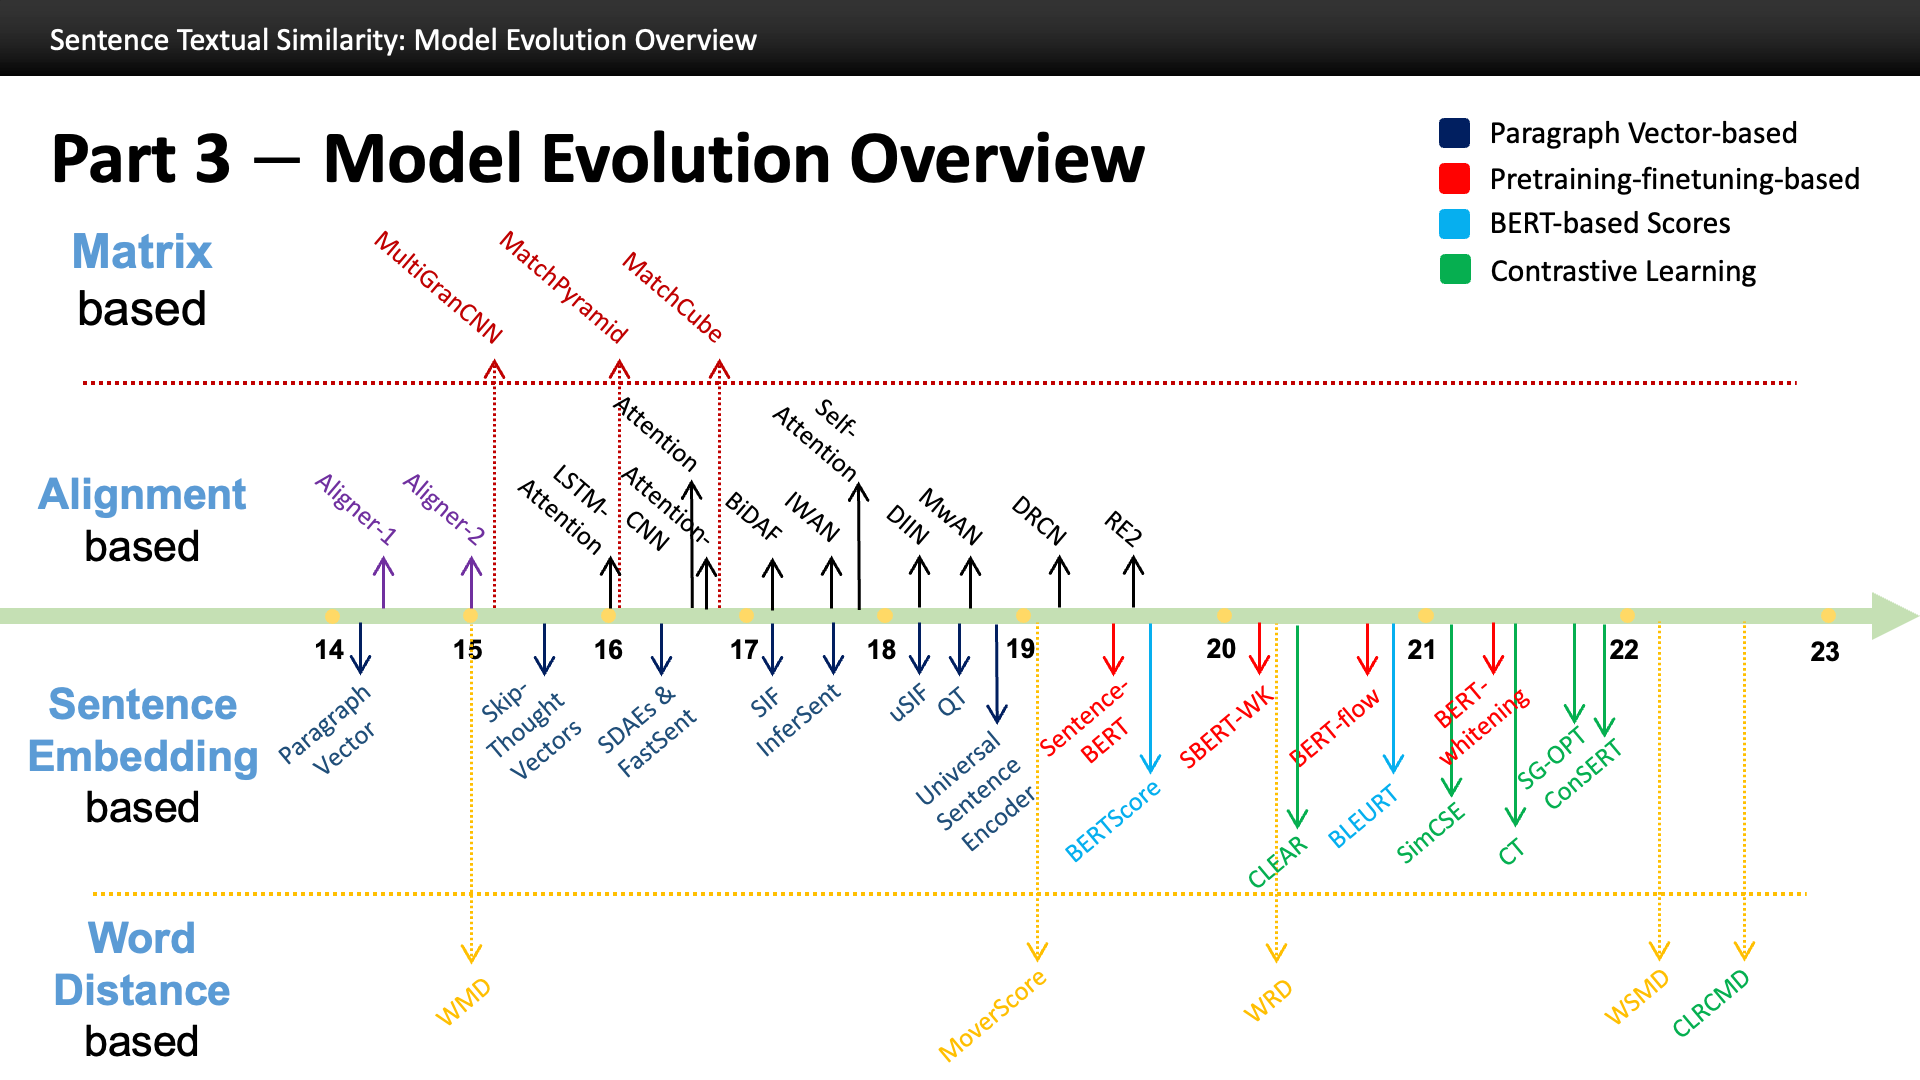 Sentence Textual Similarity: Model Evolution Overview
Part 3 — Model Evolution Overview
Paragraph Vector-based
Pretraining-finetuning-based
BERT-based Scores
Contrastive Learning
Matrix
based
MultiGranCNN
MatchPyramid
MatchCube
Alignment
based
Aligner-1
Aligner-2
LSTM-
Attention
Attention
Attention-
CNN
BiDAF
IWAN
Self-
Attention
DIIN
MwAN
DRCN
RE2
14
15
16
17
18
19
20
21
22
23
Sentence
Embedding
based
Paragraph
Vector
Skip-
Thought
Vectors
SDAEs &
FastSent
SIF
InferSent
uSIF
QT
Universal
Sentence
Encoder
Sentence-
BERT
BERTScore
SBERT-WK
CLEAR
BERT-flow
BLEURT
BERT-
whitening
SimCSE
CT
SG-OPT
ConSERT
Word
Distance
based
WMD
MoverScore
WRD
WSMD
CLRCMD